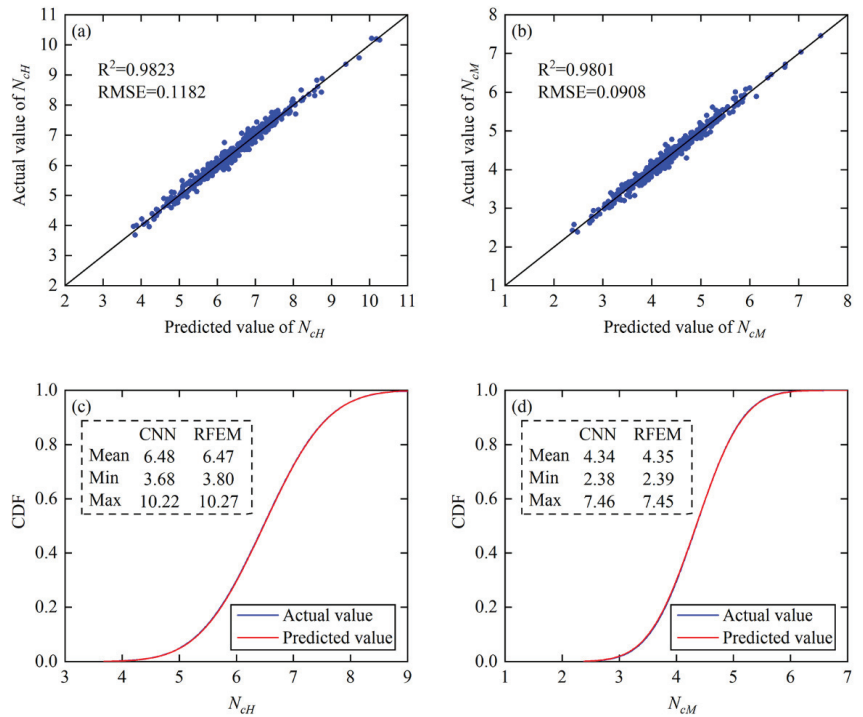 (a)
R²=0.9823
RMSE=0.1182
Actual value of N_cH
11
10
9
8
7
6
5
4
3
2
2 3 4 5 6 7 8 9 10 11
Predicted value of N_cH
(b)
R²=0.9801
RMSE=0.0908
Actual value of N_cM
8
7
6
5
4
3
2
1
1 2 3 4 5 6 7 8
Predicted value of N_cM
(c)
CNN RFEM
Mean 6.48 6.47
Min 3.68 3.80
Max 10.22 10.27
CDF
1.0
0.8
0.6
0.4
0.2
0.0
Actual value
Predicted value
3 4 5 6 7 8 9
N_cH
(d)
CNN RFEM
Mean 4.34 4.35
Min 2.38 2.39
Max 7.46 7.45
CDF
1.0
0.8
0.6
0.4
0.2
0.0
Actual value
Predicted value
1 2 3 4 5 6 7
N_cM